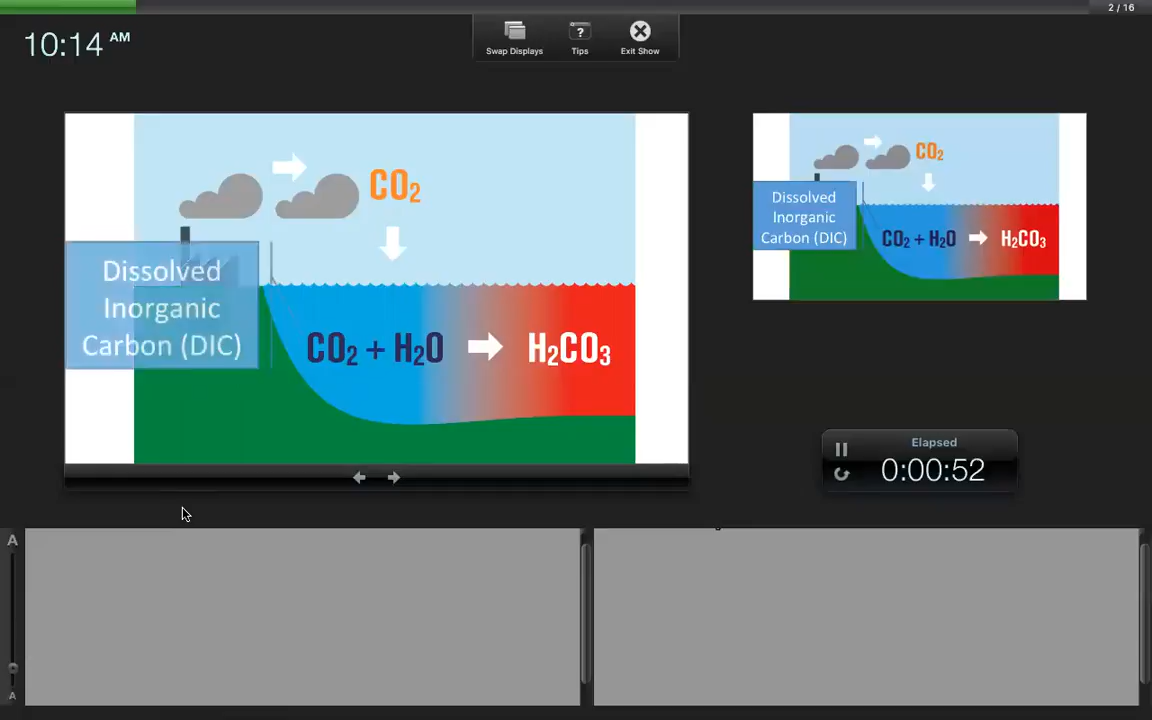 2 / 16
10:14 AM
Swap Displays
Tips
Exit Show
CO2
Dissolved
Inorganic
Carbon (DIC)
CO2 + H2O
H2CO3
CO2
Dissolved
Inorganic
Carbon (DIC)
CO2 + H2O
H2CO3
Elapsed
0:00:52
A
A